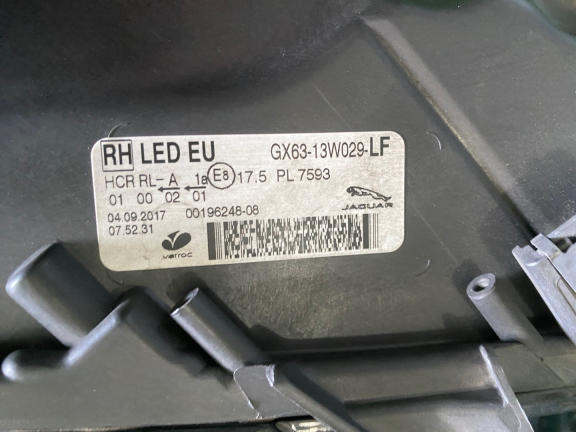 RH LED EU GX63-13W029-LF
HCR RL- A 1a E8 17.5 PL 7593
01 00 02 01
04.09.2017 00196248-08
07.52.31
JAGUAR
varroc